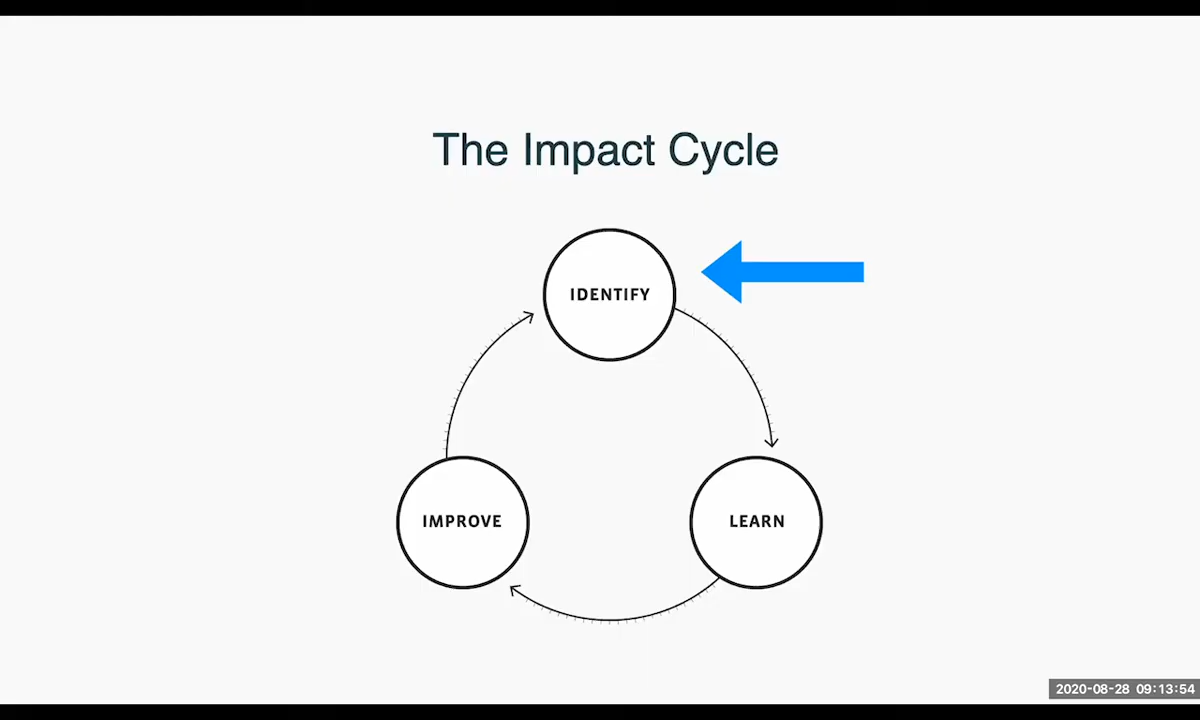 The Impact Cycle
IDENTIFY
IMPROVE
LEARN
2020-08-28 09:13:54